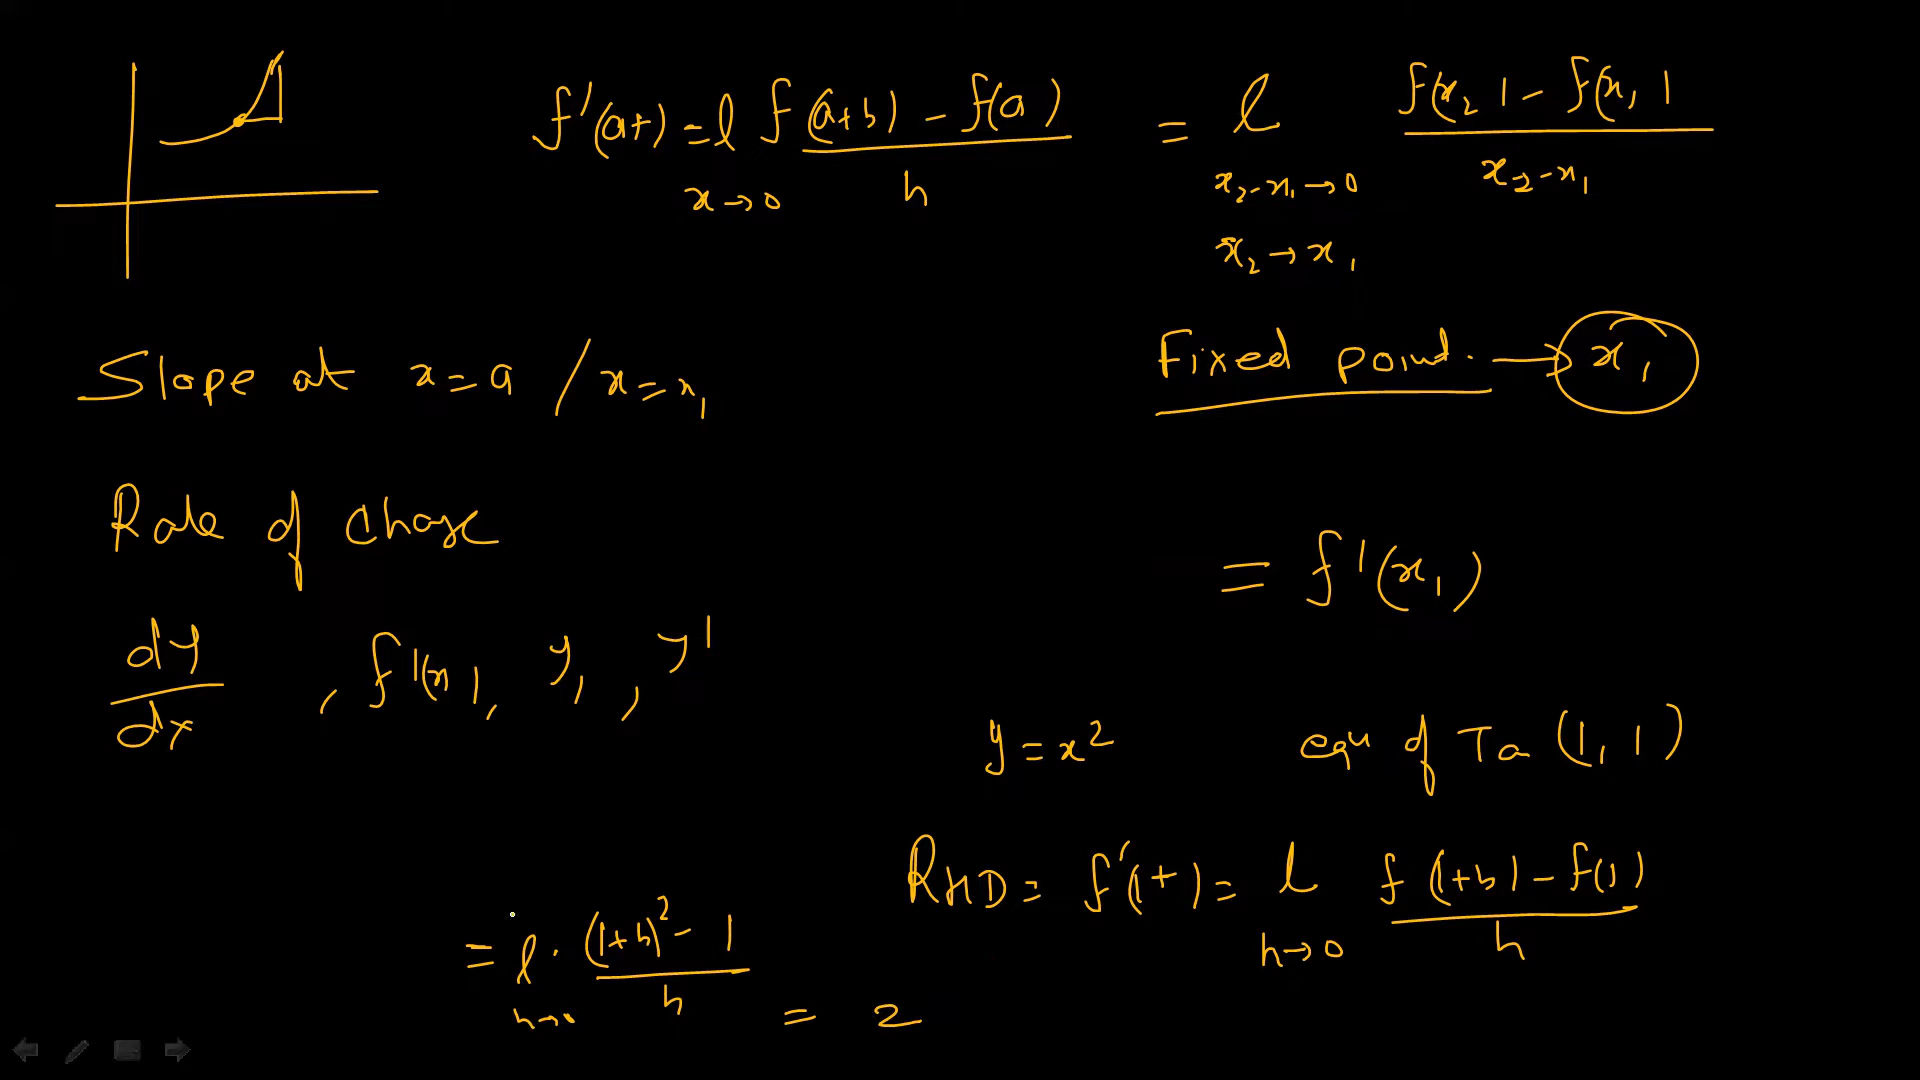 f'(a+) = l f(a+h) - f(a) / h = l f(x2) - f(x1) / x2-x1
x→0
x2-x1→0
x2→x1
Slope at x=a / x=x1
Fixed point. → x1
Rate of change
= f'(x1)
dy/dx , f'(x), y1, y'
y = x² equ of Ta (1, 1)
RHD = f'(1+) = l f(1+h) - f(1) / h
h→0
= l. (1+h)² - 1 / h = 2
h→0